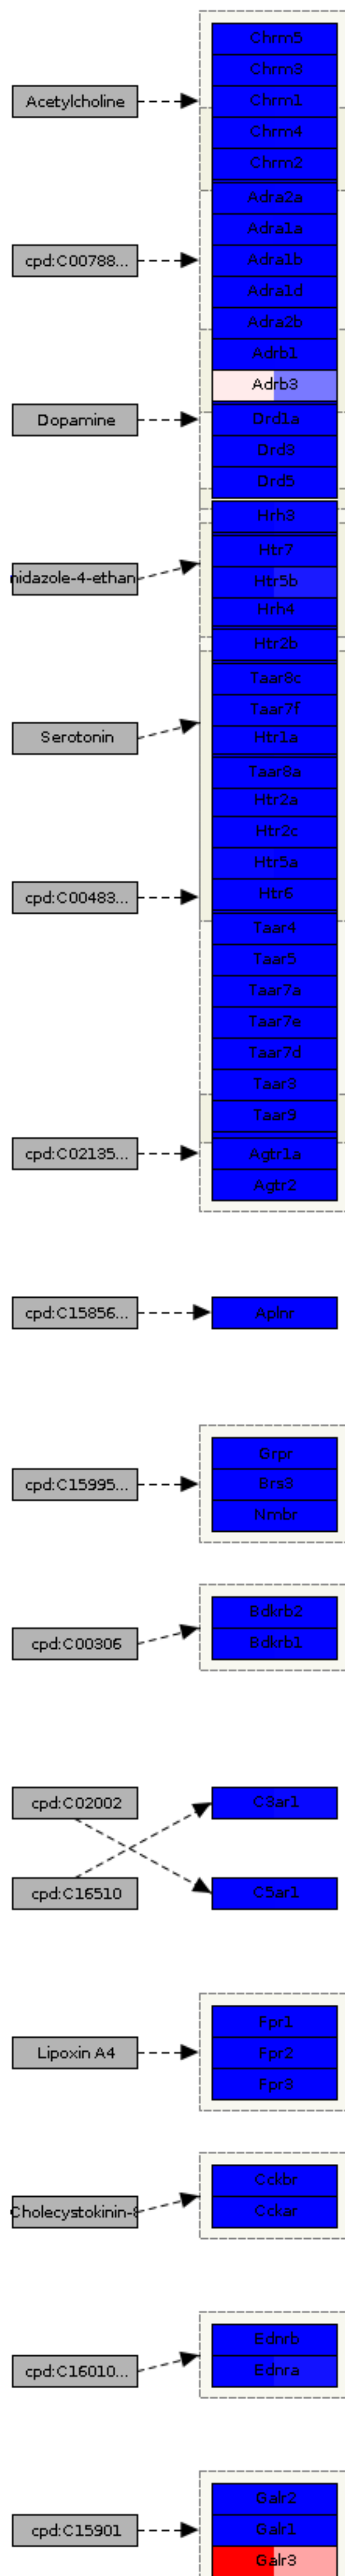 Chrm5
Chrm3
Acetylcholine
Chrm1
Chrm4
Chrm2
Adra2a
Adra1a
cpd:C00788...
Adra1b
Adra1d
Adra2b
Adrb1
Adrb3
Dopamine
Drd1a
Drd3
Drd5
Hrh3
Htr7
nidazole-4-ethan
Htr5b
Hrh4
Htr2b
Taar8c
Taar7f
Serotonin
Htr1a
Taar8a
Htr2a
Htr2c
Htr5a
cpd:C00483...
Htr6
Taar4
Taar5
Taar7a
Taar7e
Taar7d
Taar3
Taar9
cpd:C02135...
Agtr1a
Agtr2
cpd:C15856...
Aplnr
Grpr
cpd:C15995...
Brs3
Nmbr
Bdkrb2
cpd:C00306
Bdkrb1
cpd:C02002
C3ar1
cpd:C16510
C5ar1
Fpr1
Lipoxin A4
Fpr2
Fpr3
Cckbr
Cholecystokinin-8
Cckar
Ednrb
cpd:C16010...
Ednra
Galr2
cpd:C15901
Galr1
Galr3